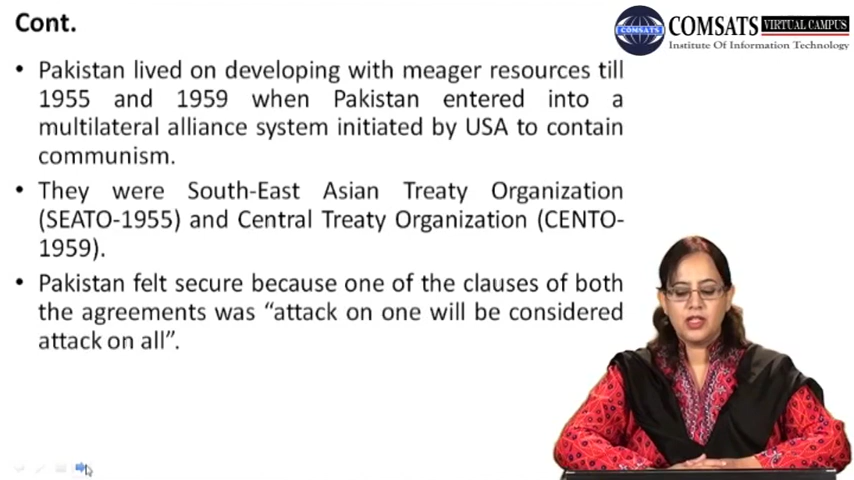 Cont.
COMSATS VIRTUAL CAMPUS
Institute Of Information Technology
• Pakistan lived on developing with meager resources till
1955 and 1959 when Pakistan entered into a
multilateral alliance system initiated by USA to contain
communism.
• They were South-East Asian Treaty Organization
(SEATO-1955) and Central Treaty Organization (CENTO-
1959).
• Pakistan felt secure because one of the clauses of both
the agreements was “attack on one will be considered
attack on all”.